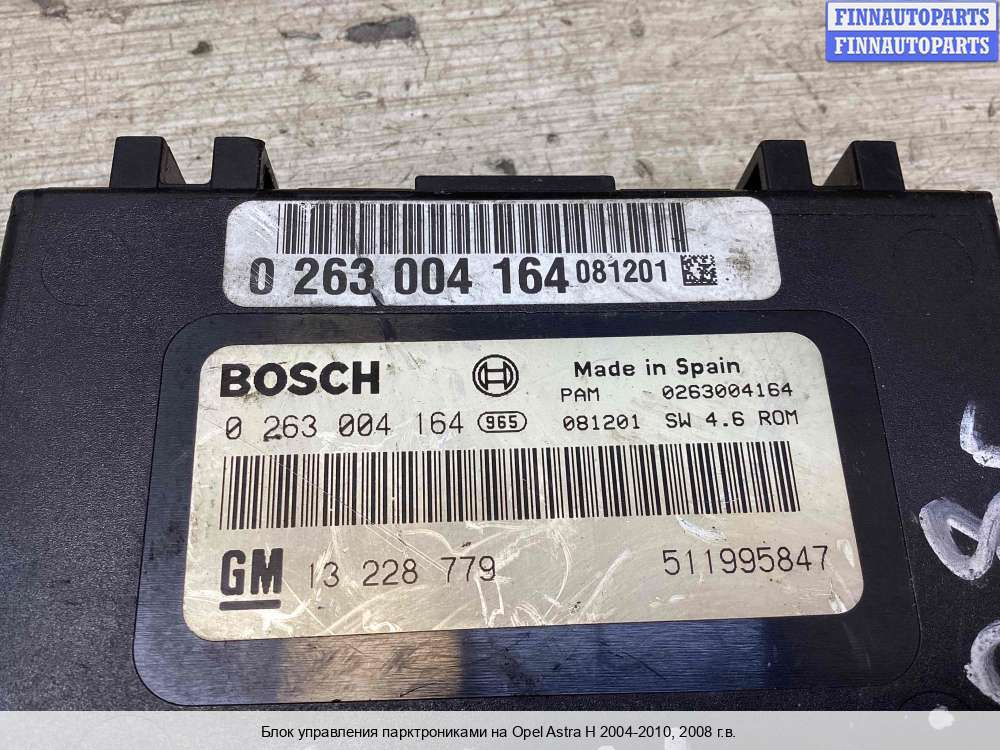 FINNAUTOPARTS
FINNAUTOPARTS
0 263 004 164 081201
BOSCH Made in Spain
PAM 0263004164
0 263 004 164 965 081201 SW 4.6 ROM
GM 13 228 779 511995847
Блок управления парктрониками на Opel Astra H 2004-2010, 2008 г.в.